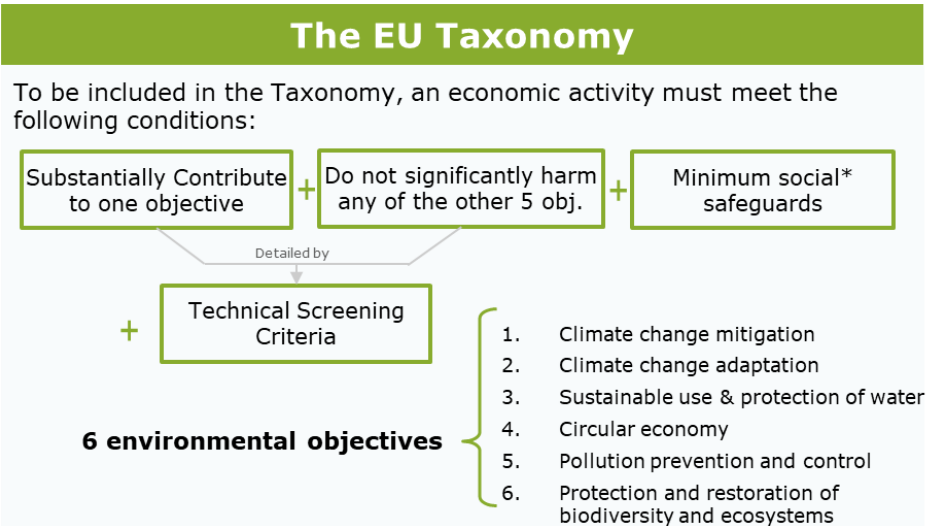 The EU Taxonomy
To be included in the Taxonomy, an economic activity must meet the
following conditions:
Substantially Contribute
to one objective
+
Do not significantly harm
any of the other 5 obj.
+
Minimum social*
safeguards
Detailed by
+
Technical Screening
Criteria
6 environmental objectives
1. Climate change mitigation
2. Climate change adaptation
3. Sustainable use & protection of water
4. Circular economy
5. Pollution prevention and control
6. Protection and restoration of
biodiversity and ecosystems